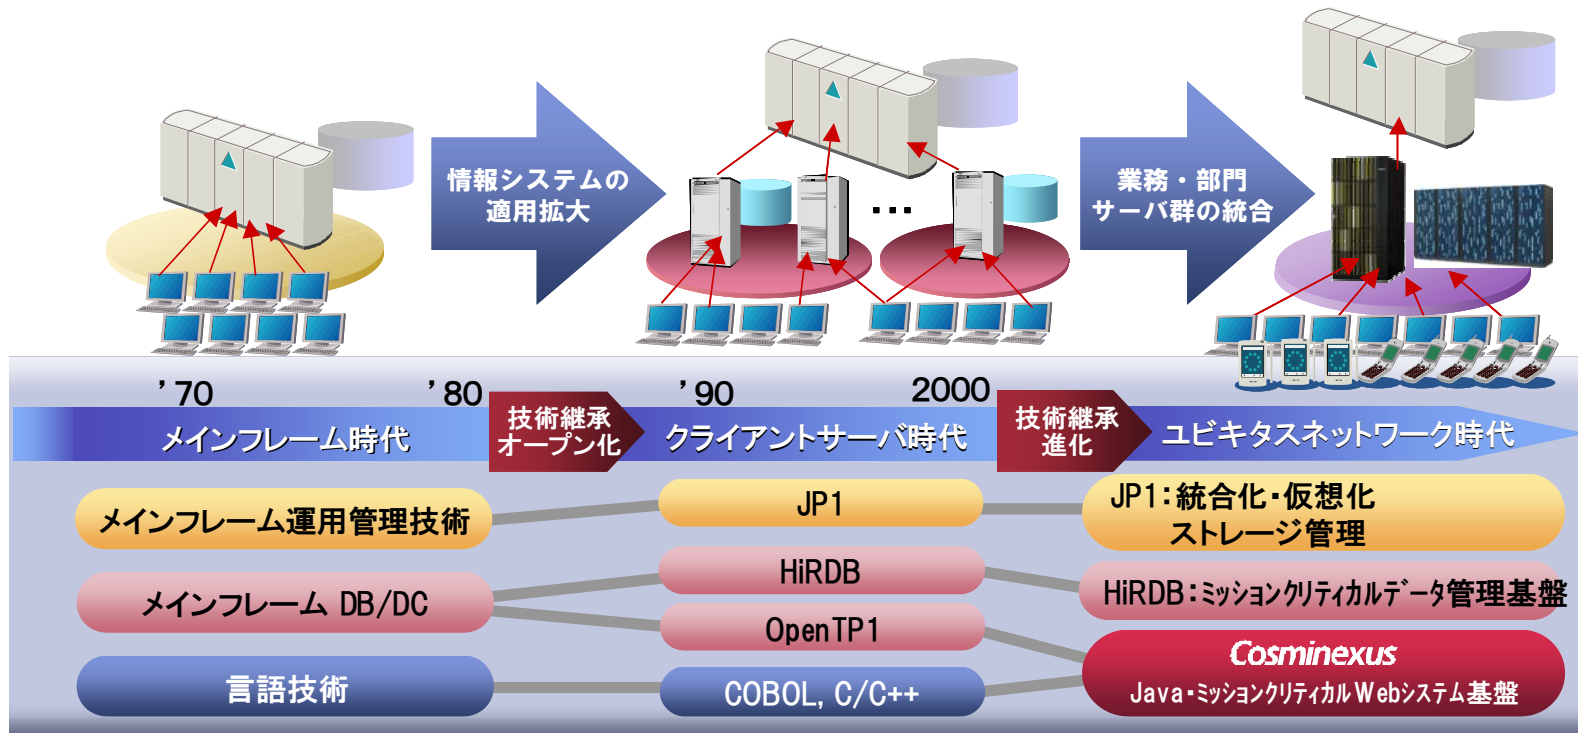 情報システムの
適用拡大
・・・
業務・部門
サーバ群の統合
’70
’80
’90
2000
メインフレーム時代
技術継承
オープン化
クライアントサーバ時代
技術継承
進化
ユビキタスネットワーク時代
メインフレーム運用管理技術
JP1
JP1：統合化・仮想化
ストレージ管理
メインフレーム DB/DC
HiRDB
HiRDB：ﾐｯｼｮﾝｸﾘﾃｨｶﾙﾃﾞｰﾀ管理基盤
OpenTP1
Cosminexus
Java・ﾐｯｼｮﾝｸﾘﾃｨｶﾙWebｼｽﾃﾑ基盤
言語技術
COBOL, C/C++